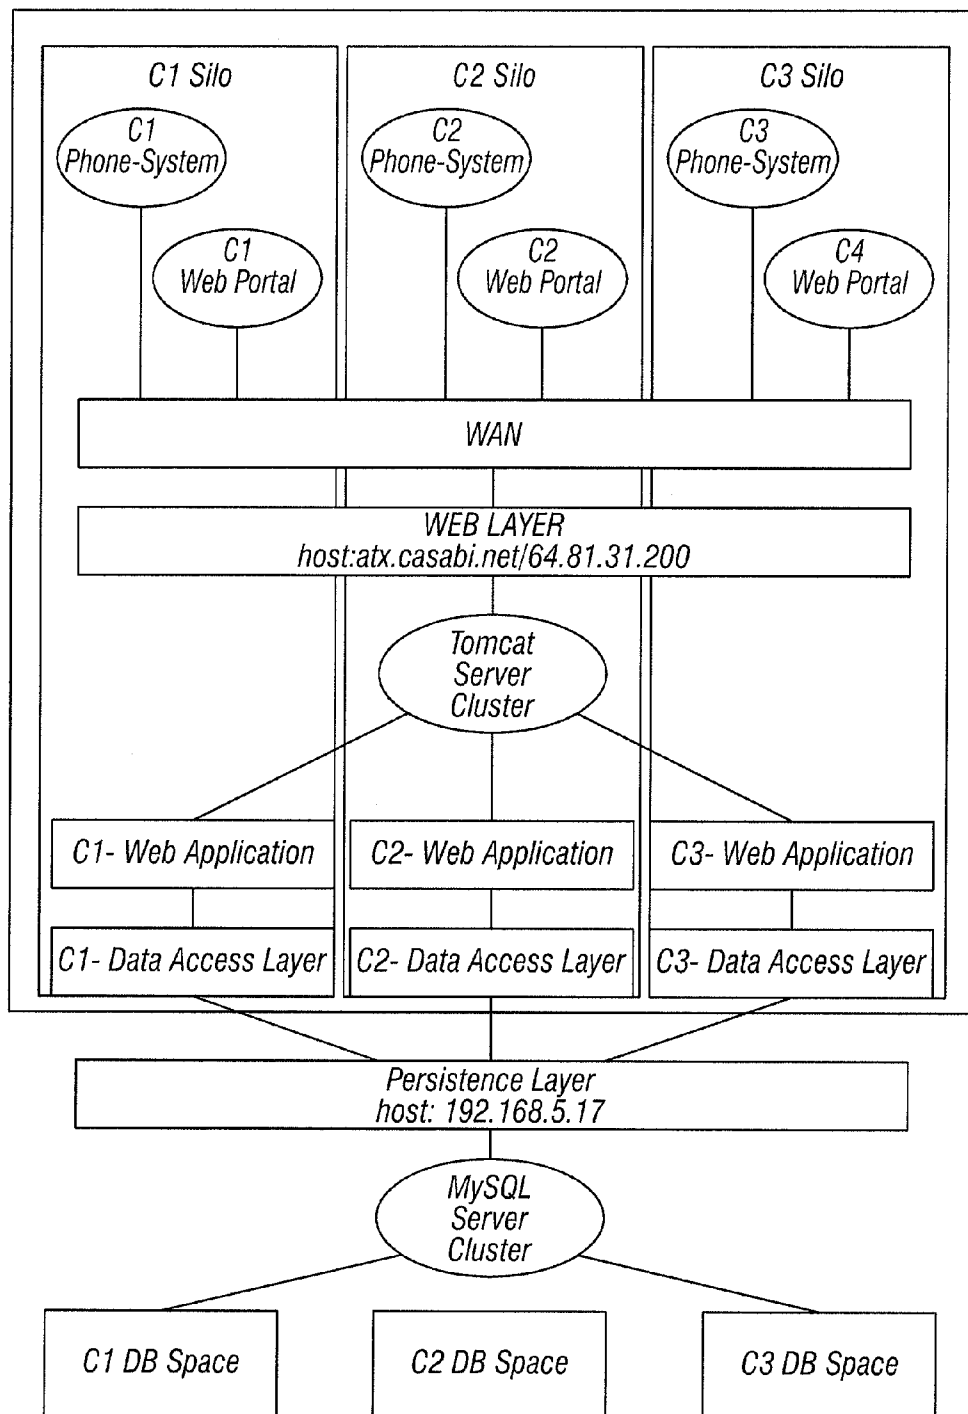 C1 Silo
C2 Silo
C3 Silo
C1
Phone-System
C2
Phone-System
C3
Phone-System
C1
Web Portal
C2
Web Portal
C4
Web Portal
WAN
WEB LAYER
host:atx.casabi.net/64.81.31.200
Tomcat
Server
Cluster
C1- Web Application
C2- Web Application
C3- Web Application
C1- Data Access Layer
C2- Data Access Layer
C3- Data Access Layer
Persistence Layer
host: 192.168.5.17
MySQL
Server
Cluster
C1 DB Space
C2 DB Space
C3 DB Space